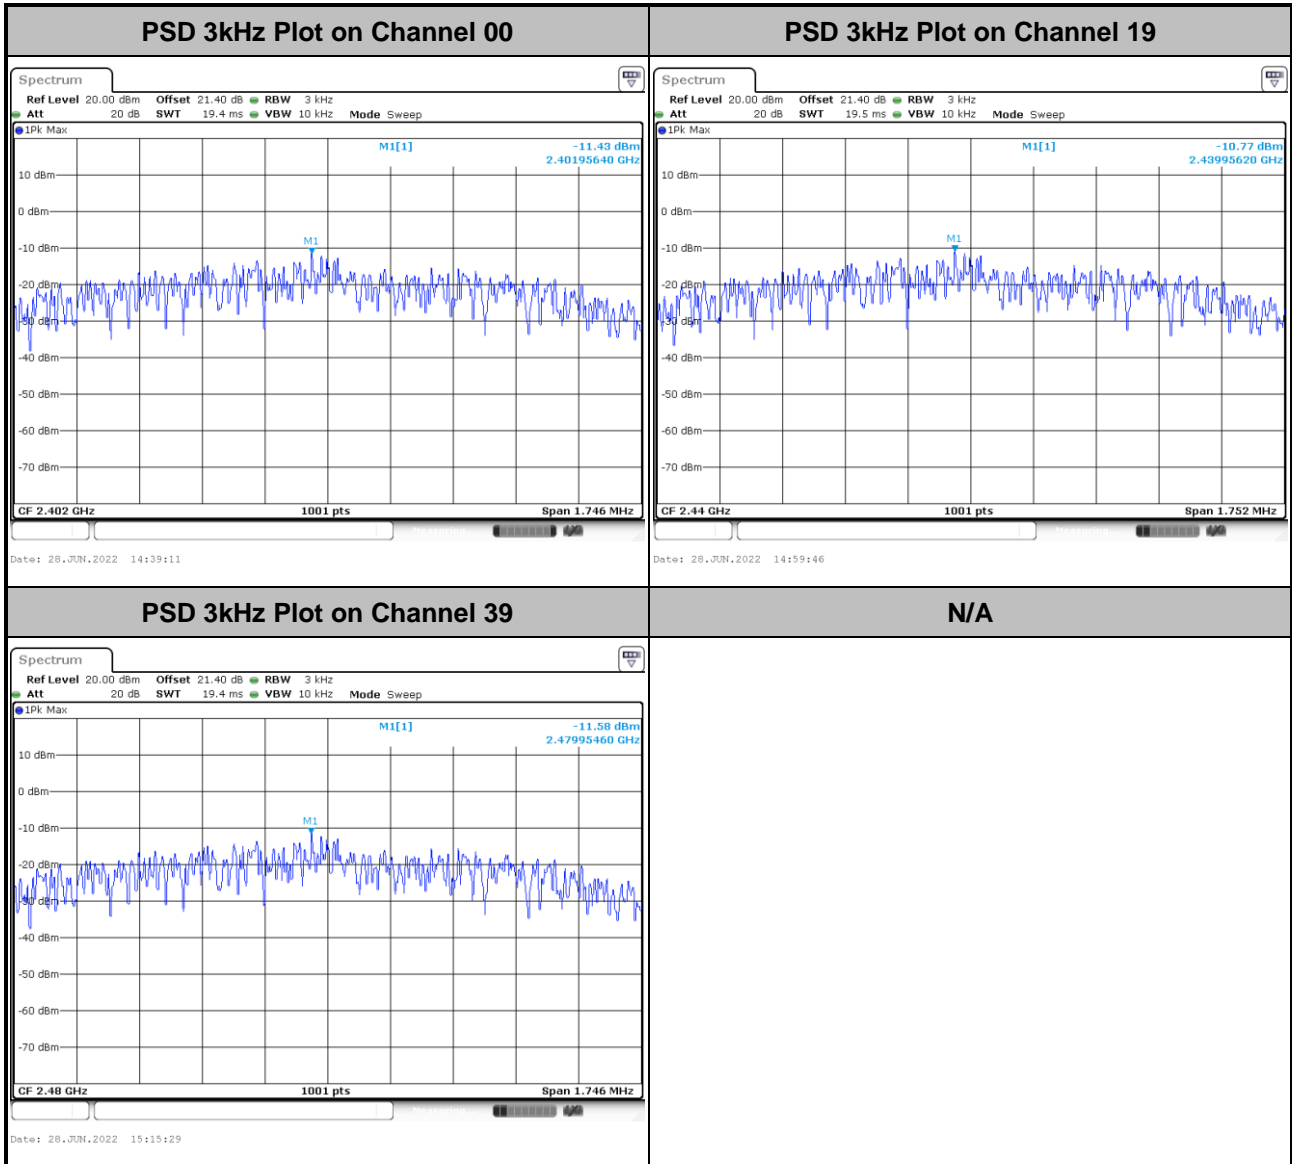 PSD 3kHz Plot on Channel 00
Spectrum
Ref Level 20.00 dBm Offset 21.40 dB RBW 3 kHz
Att 20 dB SWT 19.4 ms VBW 10 kHz Mode Sweep
1Pk Max
M1[1] -11.43 dBm
2.40195640 GHz
10 dBm
0 dBm
M1
-10 dBm
-20 dBm
-30 dBm
-40 dBm
-50 dBm
-60 dBm
-70 dBm
CF 2.402 GHz 1001 pts Span 1.746 MHz
Date: 28.JUN.2022 14:39:11
PSD 3kHz Plot on Channel 19
Spectrum
Ref Level 20.00 dBm Offset 21.40 dB RBW 3 kHz
Att 20 dB SWT 19.5 ms VBW 10 kHz Mode Sweep
1Pk Max
M1[1] -10.77 dBm
2.43995620 GHz
10 dBm
0 dBm
M1
-10 dBm
-20 dBm
-30 dBm
-40 dBm
-50 dBm
-60 dBm
-70 dBm
CF 2.44 GHz 1001 pts Span 1.752 MHz
Measuring
Date: 28.JUN.2022 14:59:46
PSD 3kHz Plot on Channel 39
Spectrum
Ref Level 20.00 dBm Offset 21.40 dB RBW 3 kHz
Att 20 dB SWT 19.4 ms VBW 10 kHz Mode Sweep
1Pk Max
M1[1] -11.58 dBm
2.47995460 GHz
10 dBm
0 dBm
M1
-10 dBm
-20 dBm
-30 dBm
-40 dBm
-50 dBm
-60 dBm
-70 dBm
CF 2.48 GHz 1001 pts Span 1.746 MHz
Measuring
Date: 28.JUN.2022 15:15:29
N/A